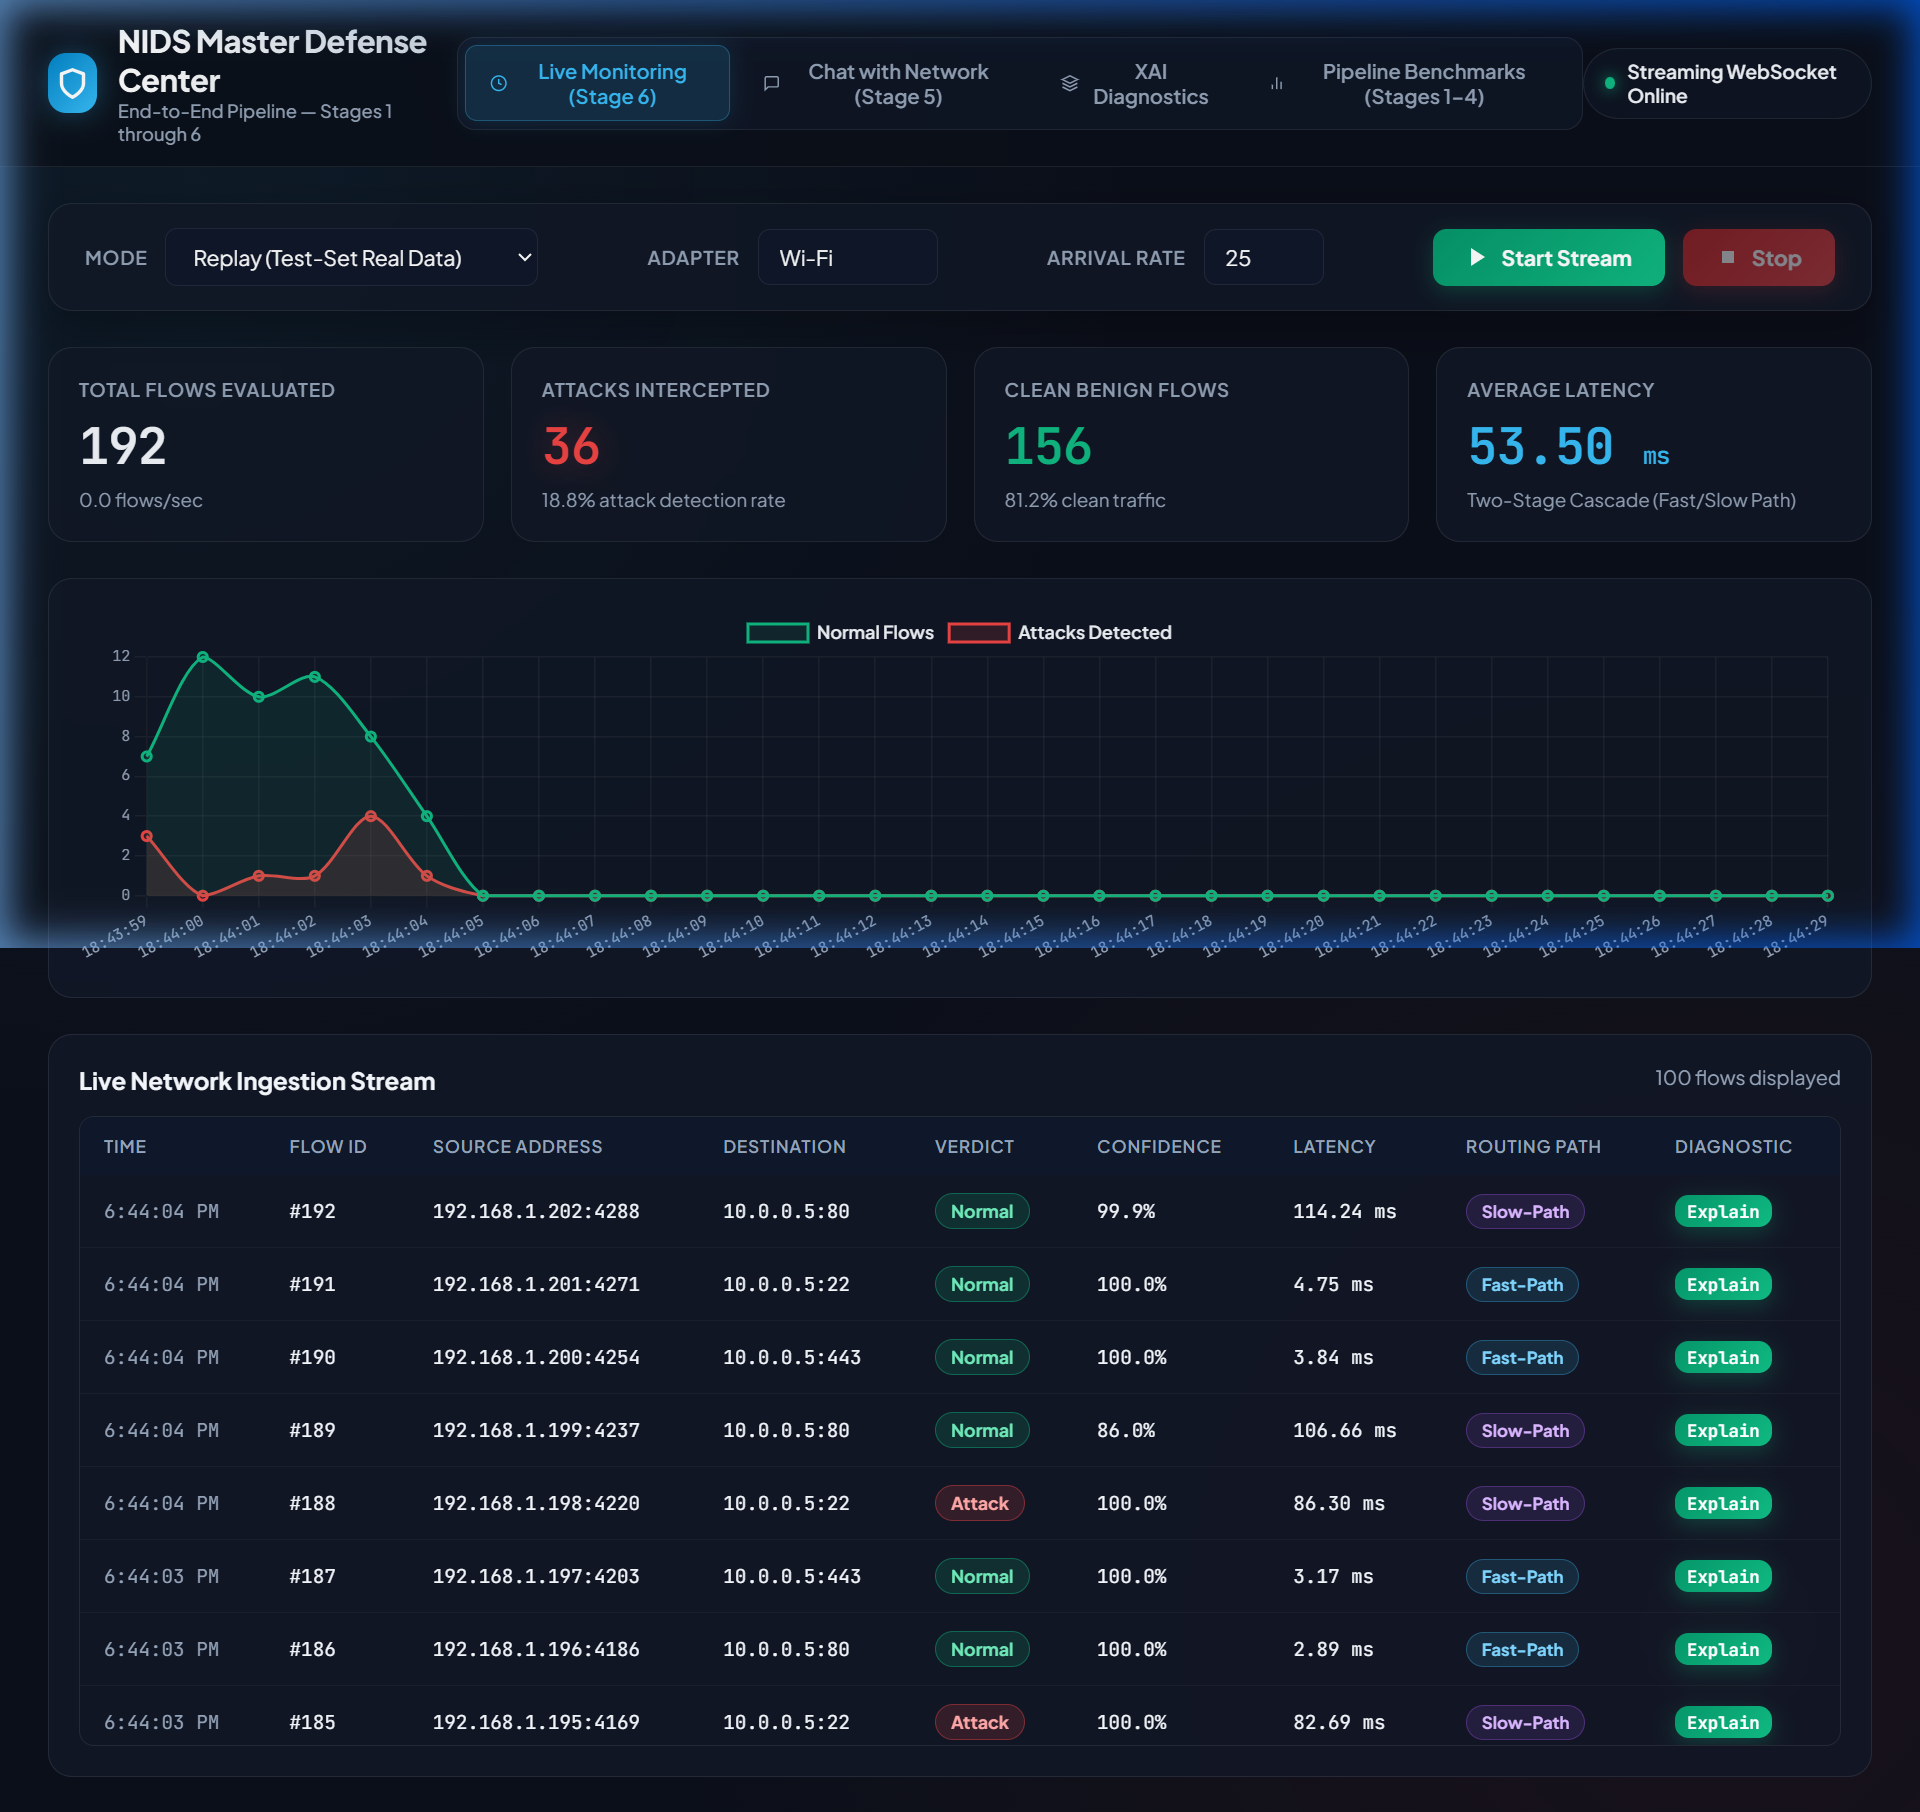 NIDS Master Defense
Center
End-to-End Pipeline — Stages 1
through 6
Live Monitoring
(Stage 6)
Chat with Network
(Stage 5)
XAI
Diagnostics
Pipeline Benchmarks
(Stages 1–4)
Streaming WebSocket
Online
MODE Replay (Test-Set Real Data) ADAPTER Wi-Fi ARRIVAL RATE 25 Start Stream Stop
TOTAL FLOWS EVALUATED
192
0.0 flows/sec
ATTACKS INTERCEPTED
36
18.8% attack detection rate
CLEAN BENIGN FLOWS
156
81.2% clean traffic
AVERAGE LATENCY
53.50 ms
Two-Stage Cascade (Fast/Slow Path)
Normal Flows Attacks Detected
12
10
8
6
4
2
0
18:43:59 18:44:00 18:44:01 18:44:02 18:44:03 18:44:04 18:44:05 18:44:06 18:44:07 18:44:08 18:44:09 18:44:10 18:44:11 18:44:12 18:44:13 18:44:14 18:44:15 18:44:16 18:44:17 18:44:18 18:44:19 18:44:20 18:44:21 18:44:22 18:44:23 18:44:24 18:44:25 18:44:26 18:44:27 18:44:28 18:44:29
Live Network Ingestion Stream 100 flows displayed
TIME FLOW ID SOURCE ADDRESS DESTINATION VERDICT CONFIDENCE LATENCY ROUTING PATH DIAGNOSTIC
6:44:04 PM #192 192.168.1.202:4288 10.0.0.5:80 Normal 99.9% 114.24 ms Slow-Path Explain
6:44:04 PM #191 192.168.1.201:4271 10.0.0.5:22 Normal 100.0% 4.75 ms Fast-Path Explain
6:44:04 PM #190 192.168.1.200:4254 10.0.0.5:443 Normal 100.0% 3.84 ms Fast-Path Explain
6:44:04 PM #189 192.168.1.199:4237 10.0.0.5:80 Normal 86.0% 106.66 ms Slow-Path Explain
6:44:04 PM #188 192.168.1.198:4220 10.0.0.5:22 Attack 100.0% 86.30 ms Slow-Path Explain
6:44:03 PM #187 192.168.1.197:4203 10.0.0.5:443 Normal 100.0% 3.17 ms Fast-Path Explain
6:44:03 PM #186 192.168.1.196:4186 10.0.0.5:80 Normal 100.0% 2.89 ms Fast-Path Explain
6:44:03 PM #185 192.168.1.195:4169 10.0.0.5:22 Attack 100.0% 82.69 ms Slow-Path Explain